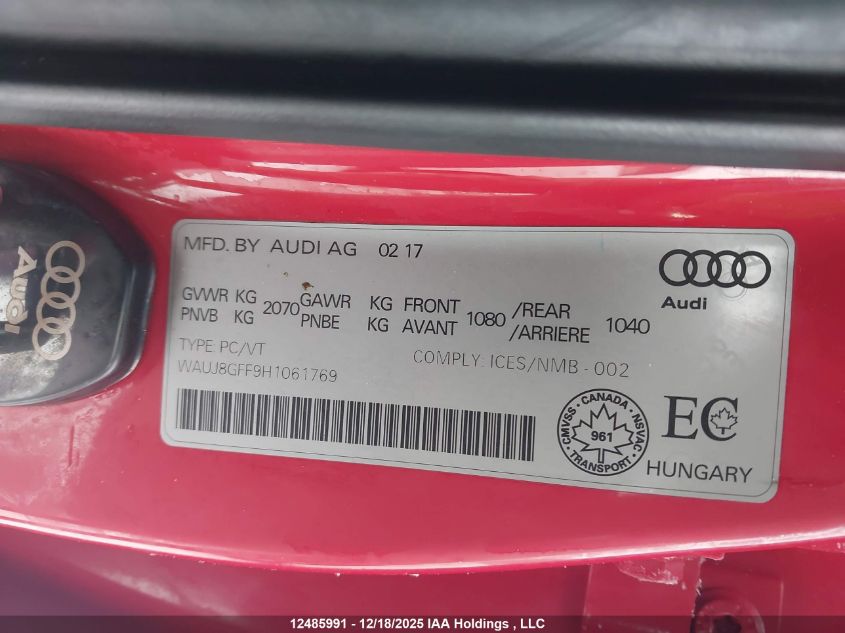 MFD. BY AUDI AG 02 17
Audi
GVWR KG 2070 GAWR KG FRONT 1080 /REAR 1040
PNVB KG PNBE KG AVANT /ARRIERE
TYPE: PC/VT COMPLY: ICES/NMB - 002
WAUJ8GFF9H1061769
CMVSS · CANADA · NSVAC · TRANSPORT ·
961
EC
HUNGARY
Audi
12485991 - 12/18/2025 IAA Holdings , LLC